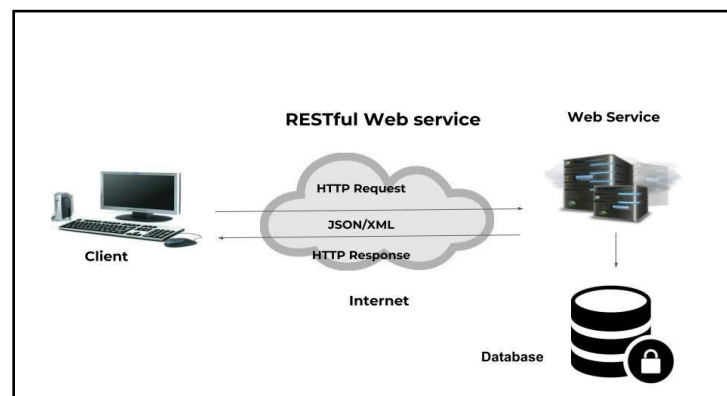 RESTful Web service
Web Service
HTTP Request
JSON/XML
HTTP Response
Client
Internet
Database